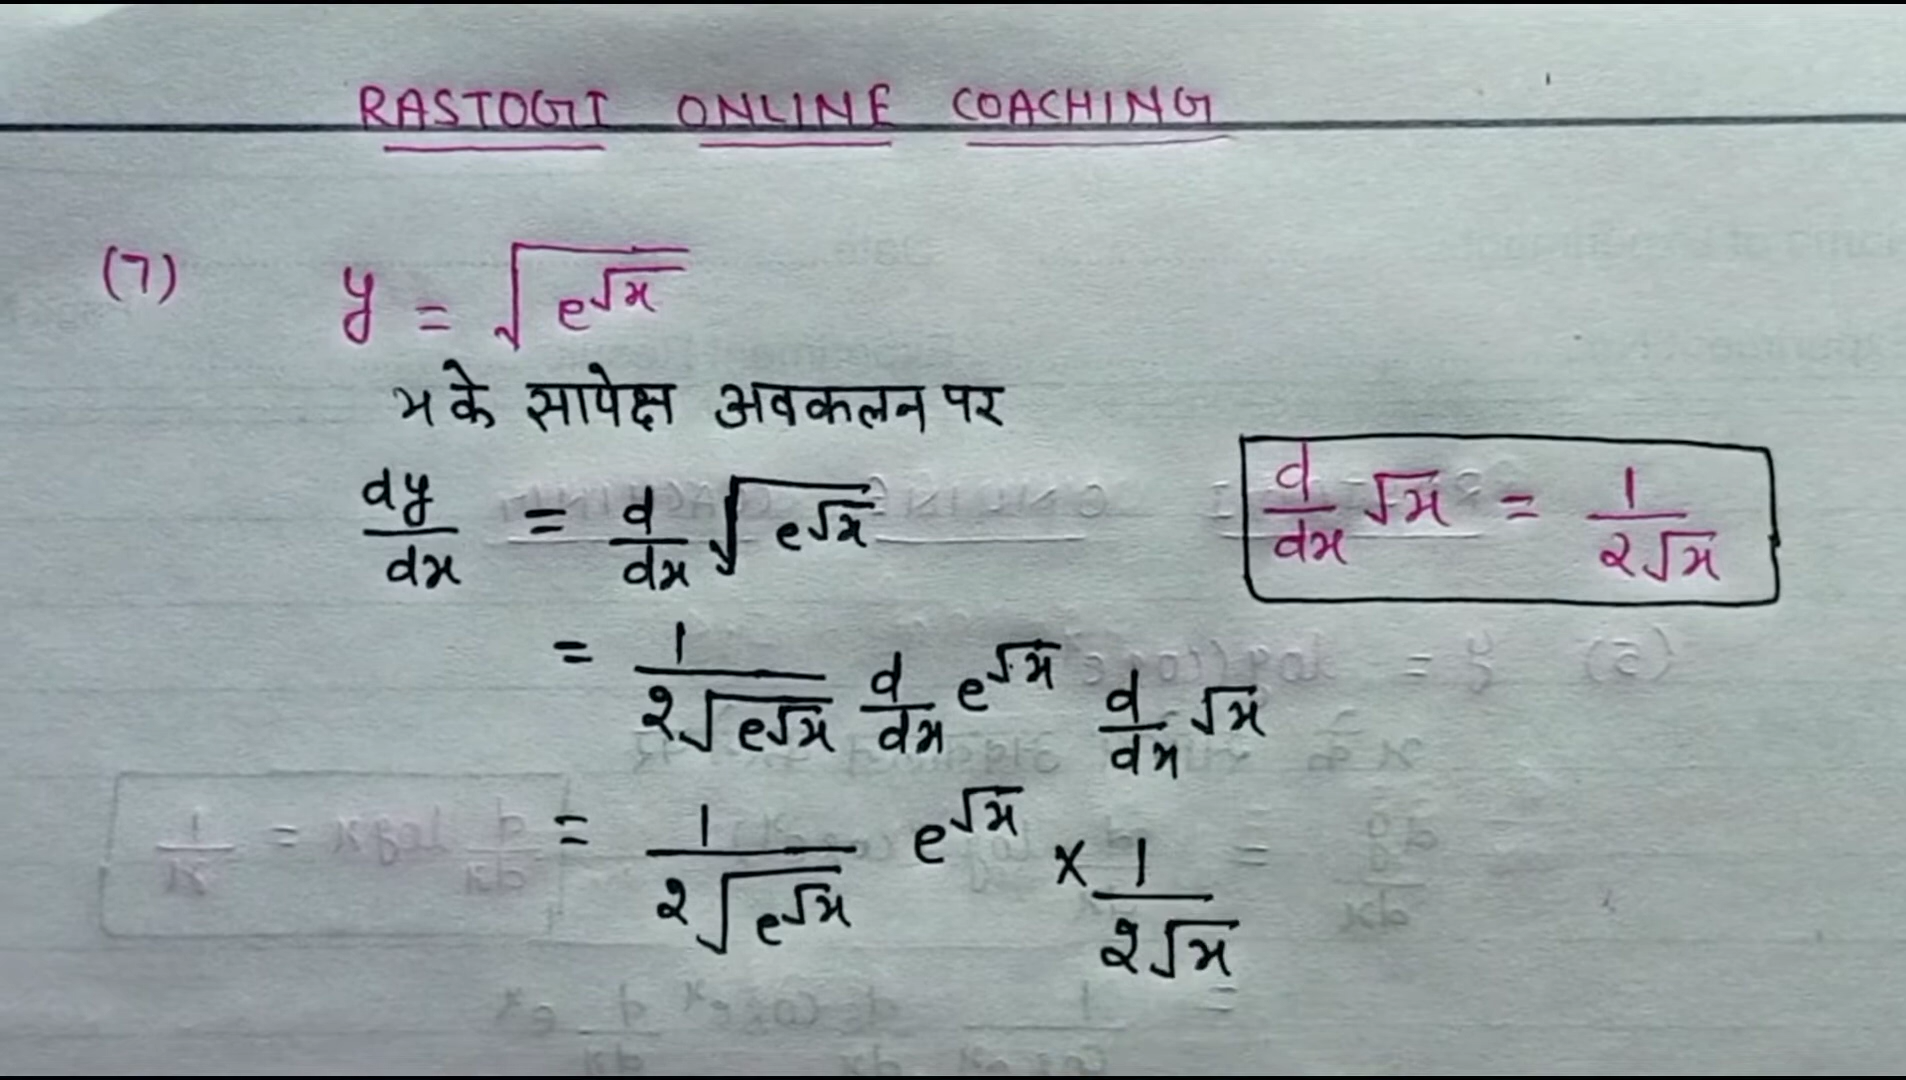 RASTOGI ONLINE COACHING
(7) y = √(e^√x)
x के सापेक्ष अवकलन पर
dy/dx = d/dx √(e^√x)
d/dx √x = 1/(2√x)
= 1/(2√(e^√x)) d/dx e^√x d/dx √x
= 1/(2√(e^√x)) e^√x × 1/(2√x)